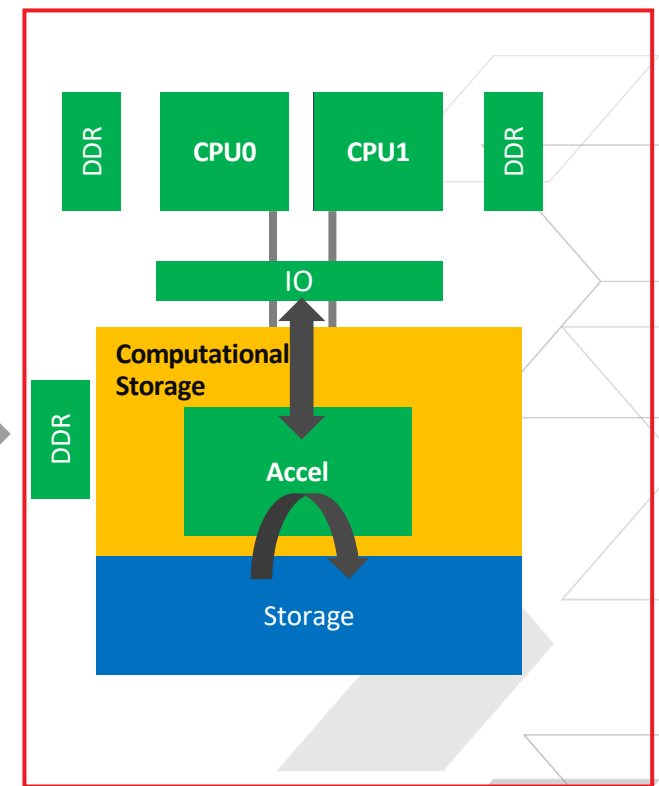 DDR
CPU0
CPU1
DDR
IO
Computational
Storage
DDR
Accel
Storage